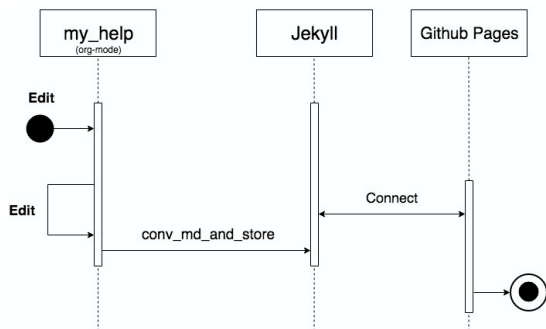 my_help
(org-mode)
Jekyll
Github Pages
Edit
Edit
Connect
conv_md_and_store